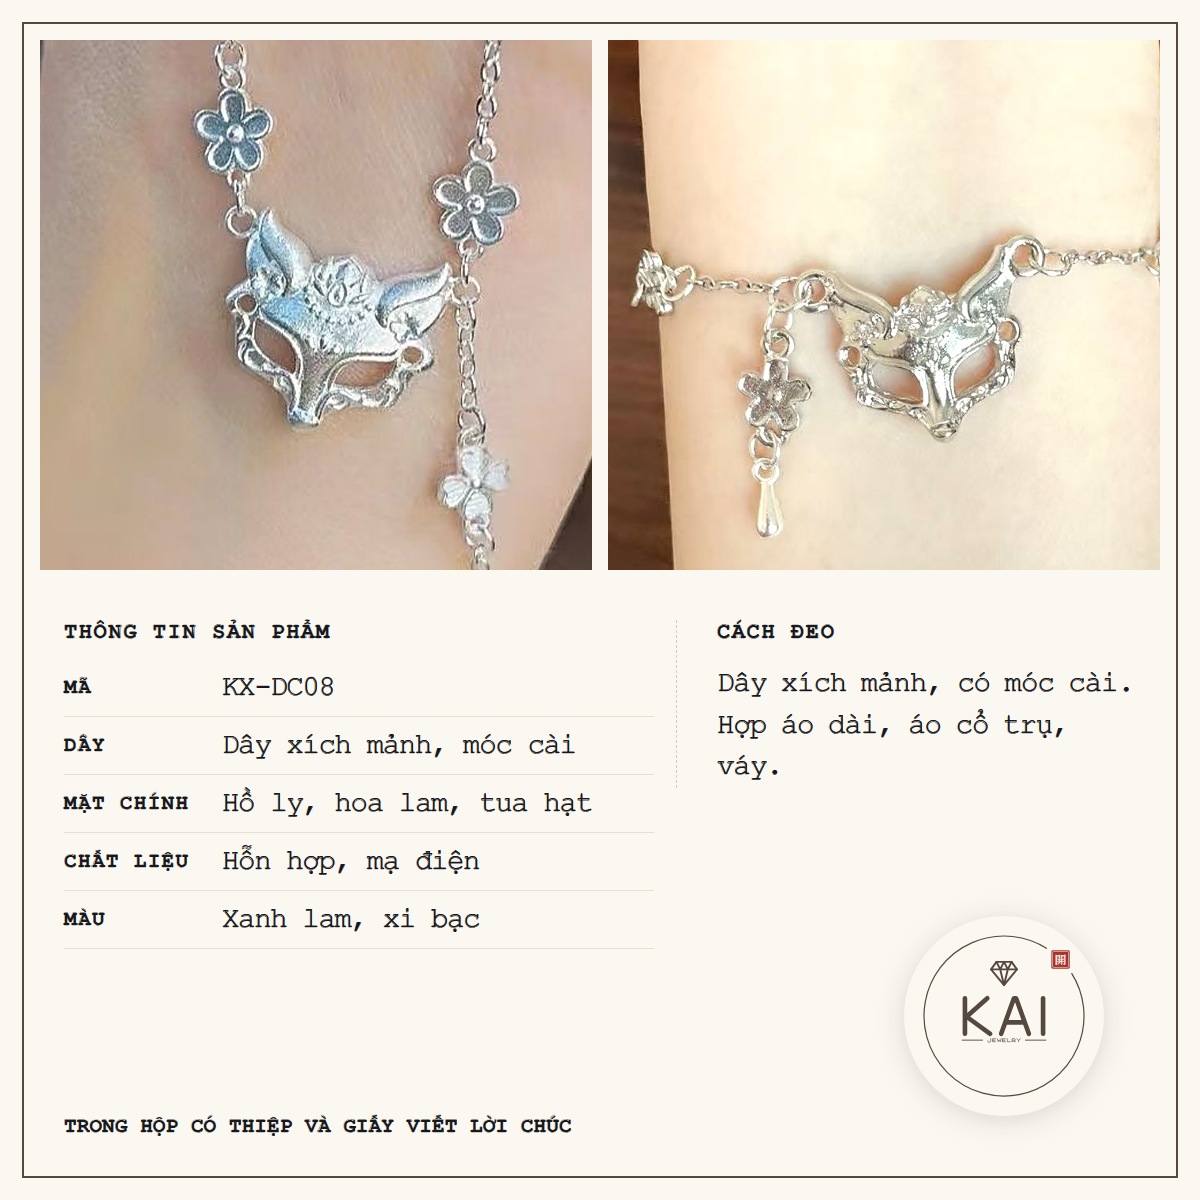 THÔNG TIN SẢN PHẨM
MÃ KX-DC08
DÂY Dây xích mảnh, móc cài
MẶT CHÍNH Hồ ly, hoa lam, tua hạt
CHẤT LIỆU Hỗn hợp, mạ điện
MÀU Xanh lam, xi bạc
CÁCH ĐEO
Dây xích mảnh, có móc cài.
Hợp áo dài, áo cổ trụ,
váy.
開
KAI
JEWELRY
TRONG HỘP CÓ THIỆP VÀ GIẤY VIẾT LỜI CHÚC